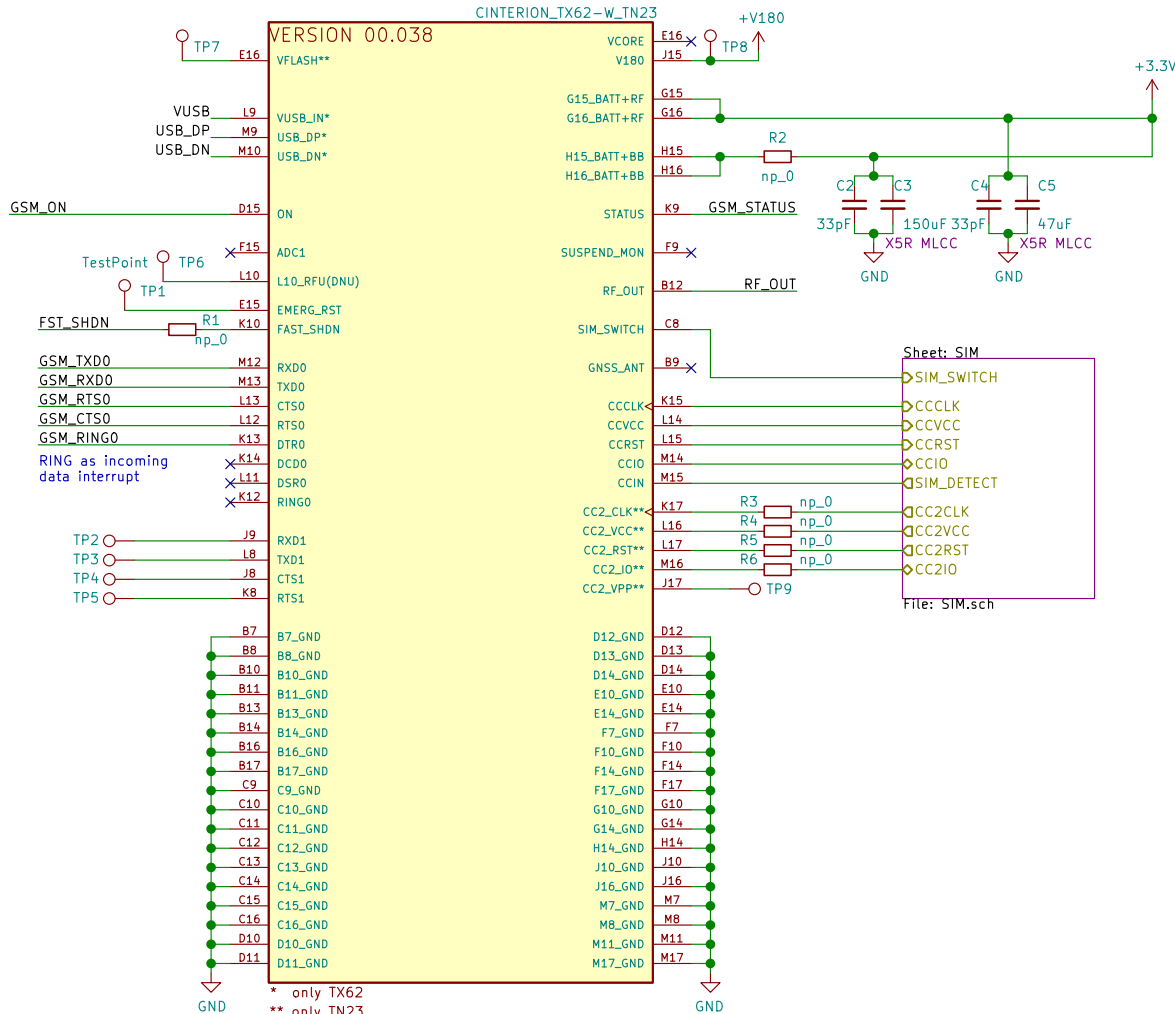 CINTERION_TX62-W_TN23
VERSION 00.038
+V180
+3.3V
TP7
E16 VFLASH**
VCORE E16
TP8
V180 J15
G15_BATT+RF G15
G16_BATT+RF G16
VUSB L9 VUSB_IN*
USB_DP M9 USB_DP*
USB_DN M10 USB_DN*
H15_BATT+BB H15
H16_BATT+BB H16
R2
np_0
C2
33pF
C3
150uF
X5R MLCC
GND
C4
33pF
C5
47uF
X5R MLCC
GND
GSM_ON D15 ON
STATUS K9 GSM_STATUS
F15 ADC1
SUSPEND_MON F9
TestPoint TP6
L10 L10_RFU(DNU)
RF_OUT B12 RF_OUT
TP1
E15 EMERG_RST
FST_SHDN R1 np_0 K10 FAST_SHDN
SIM_SWITCH C8
GSM_TXD0 M12 RXD0
GNSS_ANT B9
GSM_RXD0 M13 TXD0
GSM_RTS0 L13 CTS0
GSM_CTS0 L12 RTS0
GSM_RING0 K13 DTR0
RING as incoming
data interrupt
K14 DCD0
L11 DSR0
K12 RING0
Sheet: SIM
SIM_SWITCH
CCCLK K15 CCCLK
CCVCC L14 CCVCC
CCRST L15 CCRST
CCIO M14 CCIO
CCIN M15 SIM_DETECT
CC2_CLK** K17 R3 np_0 CC2CLK
CC2_VCC** L16 R4 np_0 CC2VCC
CC2_RST** L17 R5 np_0 CC2RST
CC2_IO** M16 R6 np_0 CC2IO
CC2_VPP** J17 TP9
File: SIM.sch
TP2 J9 RXD1
TP3 L8 TXD1
TP4 J8 CTS1
TP5 K8 RTS1
B7 B7_GND
B8 B8_GND
B10 B10_GND
B11 B11_GND
B13 B13_GND
B14 B14_GND
B16 B16_GND
B17 B17_GND
C9 C9_GND
C10 C10_GND
C11 C11_GND
C12 C12_GND
C13 C13_GND
C14 C14_GND
C15 C15_GND
C16 C16_GND
D10 D10_GND
D11 D11_GND
GND
D12_GND D12
D13_GND D13
D14_GND D14
E10_GND E10
E14_GND E14
F7_GND F7
F10_GND F10
F14_GND F14
F17_GND F17
G10_GND G10
G14_GND G14
H14_GND H14
J10_GND J10
J16_GND J16
M7_GND M7
M8_GND M8
M11_GND M11
M17_GND M17
GND
* only TX62
** only TN23